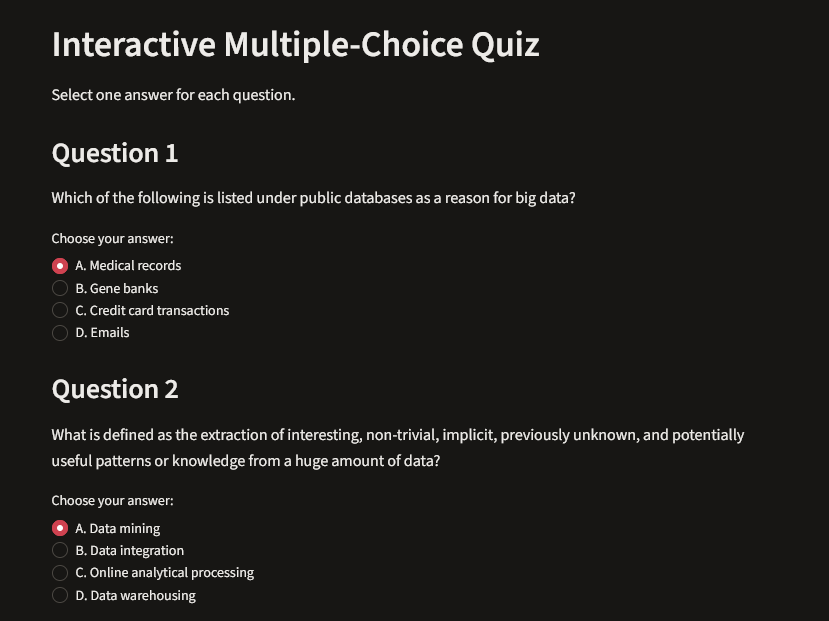 Interactive Multiple-Choice Quiz
Select one answer for each question.
Question 1
Which of the following is listed under public databases as a reason for big data?
Choose your answer:
A. Medical records
B. Gene banks
C. Credit card transactions
D. Emails
Question 2
What is defined as the extraction of interesting, non-trivial, implicit, previously unknown, and potentially
useful patterns or knowledge from a huge amount of data?
Choose your answer:
A. Data mining
B. Data integration
C. Online analytical processing
D. Data warehousing